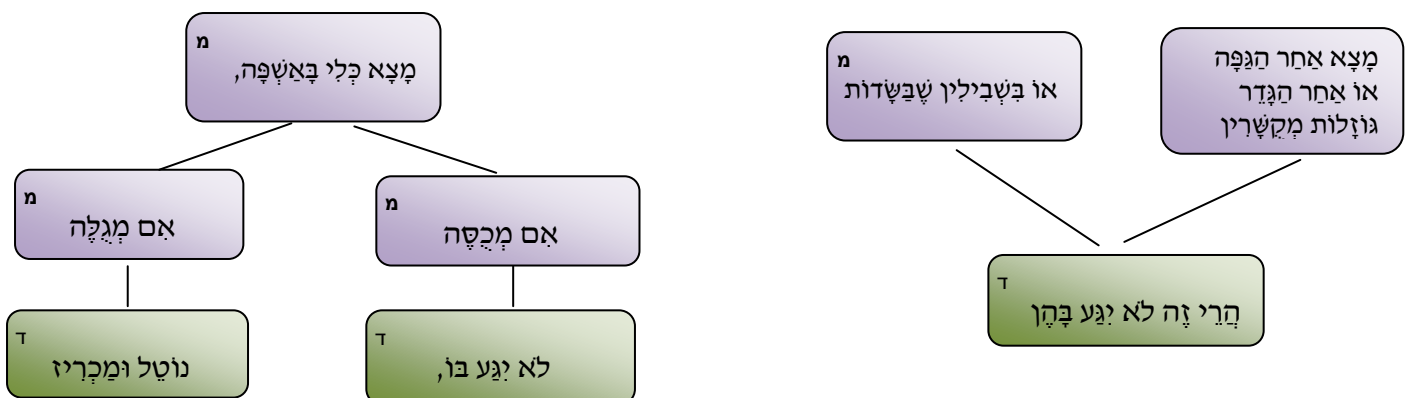 מָצָא אַחַר הַגַּפָּה
אוֹ אַחַר הַגָּדֵר
גּוֹזָלוֹת מְקֻשָּׁרִין
מ
אוֹ בִּשְׁבִילִין שֶׁבַּשָּׂדוֹת
ד
הֲרֵי זֶה לֹא יִגַּע בָּהֶן
מ
מָצָא כְּלִי בָּאַשְׁפָּה,
מ
אִם מְכֻסֶּה
ד
לֹא יִגַּע בּוֹ,
מ
אִם מְגֻלֶּה
ד
נוֹטֵל וּמַכְרִיז